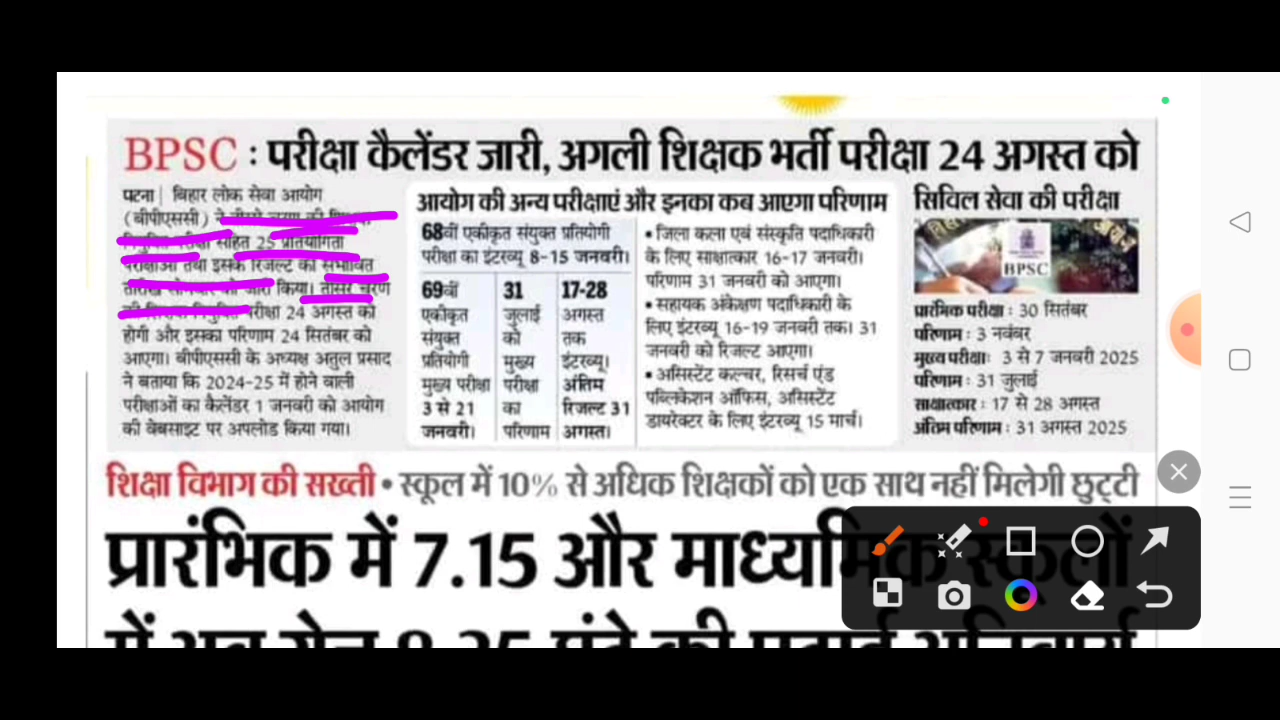 BPSC : परीक्षा कैलेंडर जारी, अगली शिक्षक भर्ती परीक्षा 24 अगस्त को
पटना | बिहार लोक सेवा आयोग
(बीपीएससी) ने
सहित 25 प्रतियोगिता
परीक्षाओं तथा इसके रिजल्ट की संभावित
किया। तीसरे चरण
परीक्षा 24 अगस्त को
होगी और इसका परिणाम 24 सितंबर को
आएगा। बीपीएससी के अध्यक्ष अतुल प्रसाद
ने बताया कि 2024-25 में होने वाली
परीक्षाओं का कैलेंडर 1 जनवरी को आयोग
की वेबसाइट पर अपलोड किया गया।
आयोग की अन्य परीक्षाएं और इनका कब आएगा परिणाम
68वीं एकीकृत संयुक्त प्रतियोगी
परीक्षा का इंटरव्यू 8-15 जनवरी।
69वीं
एकीकृत
संयुक्त
प्रतियोगी
मुख्य परीक्षा
3 से 21
जनवरी।
31
जुलाई
को
मुख्य
परीक्षा
का
परिणाम
17-28
अगस्त
तक
इंटरव्यू।
अंतिम
रिजल्ट 31
अगस्त।
• जिला कला एवं संस्कृति पदाधिकारी
के लिए साक्षात्कार 16-17 जनवरी।
परिणाम 31 जनवरी को आएगा।
• सहायक अंकेक्षण पदाधिकारी के
लिए इंटरव्यू 16-19 जनवरी तक। 31
जनवरी को रिजल्ट आएगा।
• असिस्टेंट कल्चर, रिसर्च एंड
पब्लिकेशन ऑफिस, असिस्टेंट
डायरेक्टर के लिए इंटरव्यू 15 मार्च।
सिविल सेवा की परीक्षा
BPSC
प्रारंभिक परीक्षा : 30 सितंबर
परिणाम : 3 नवंबर
मुख्य परीक्षाः 3 से 7 जनवरी 2025
परिणाम : 31 जुलाई
साक्षात्कार : 17 से 28 अगस्त
अंतिम परिणाम : 31 अगस्त 2025
शिक्षा विभाग की सख्ती • स्कूल में 10% से अधिक शिक्षकों को एक साथ नहीं मिलेगी छुट्टी
प्रारंभिक में 7.15 और माध्यमिक स्कूलों